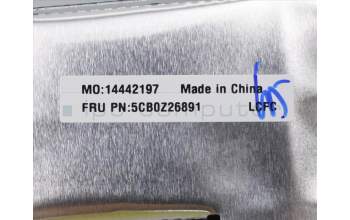 MO:14442197 Made in China
FRU PN:5CB0Z26891 LCFC